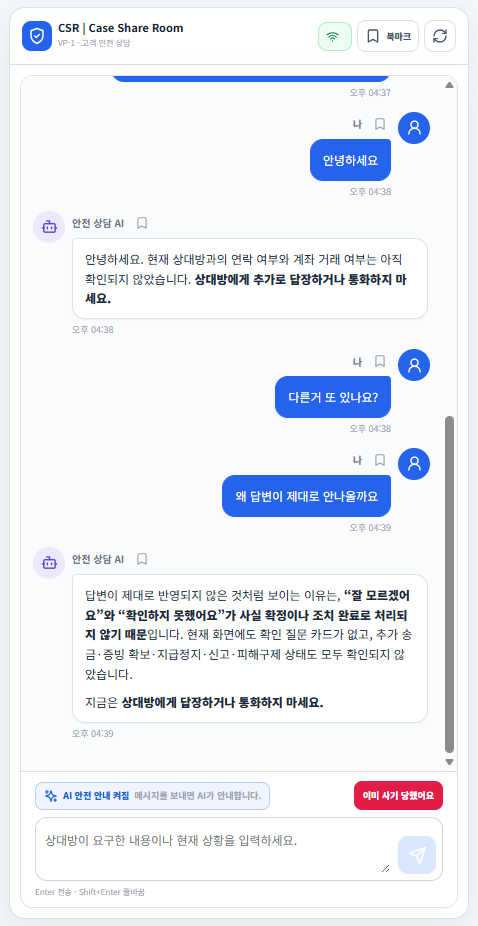 CSR | Case Share Room
VP-1 · 고객 안전 상담
북마크
오후 04:37
나
안녕하세요
오후 04:38
안전 상담 AI
안녕하세요. 현재 상대방과의 연락 여부와 계좌 거래 여부는 아직
확인되지 않았습니다. 상대방에게 추가로 답장하거나 통화하지 마
세요.
오후 04:38
나
다른거 또 있나요?
오후 04:38
나
왜 답변이 제대로 안나올까요
오후 04:39
안전 상담 AI
답변이 제대로 반영되지 않은 것처럼 보이는 이유는, “잘 모르겠어
요”와 “확인하지 못했어요”가 사실 확정이나 조치 완료로 처리되
지 않기 때문입니다. 현재 화면에도 확인 질문 카드가 없고, 추가 송
금·증빙 확보·지급정지·신고·피해구제 상태도 모두 확인되지 않
았습니다.
지금은 상대방에게 답장하거나 통화하지 마세요.
오후 04:39
AI 안전 안내 켜짐 메시지를 보내면 AI가 안내합니다.
이미 사기 당했어요
상대방이 요구한 내용이나 현재 상황을 입력하세요.
Enter 전송 · Shift+Enter 줄바꿈